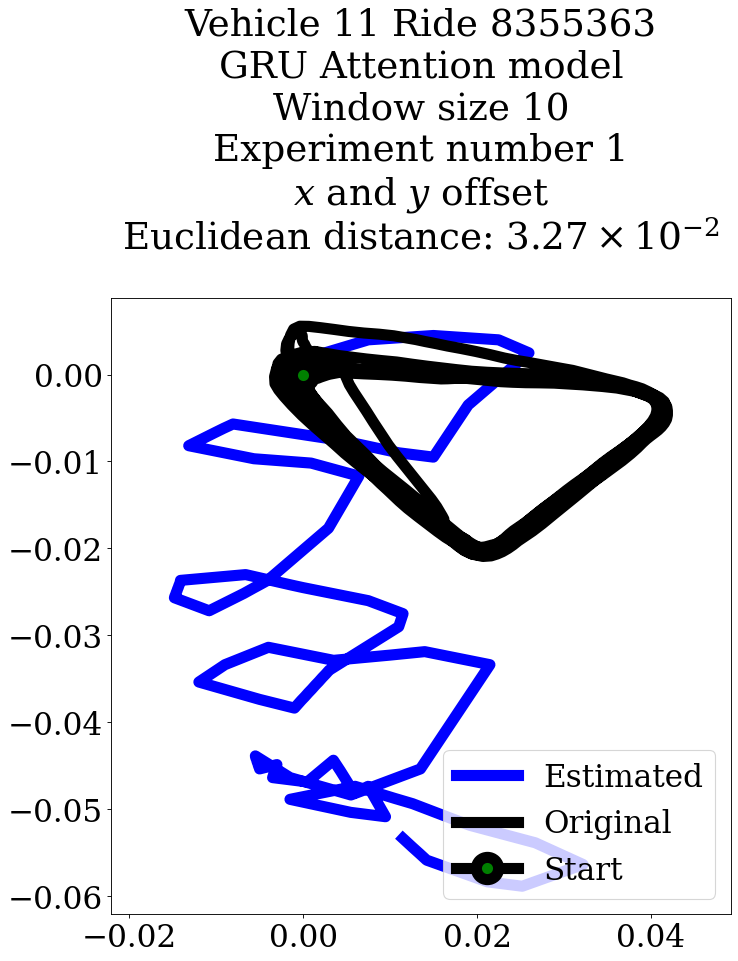 Vehicle 11 Ride 8355363
GRU Attention model
Window size 10
Experiment number 1
x and y offset
Euclidean distance: 3.27 × 10⁻²
0.00
−0.01
−0.02
−0.03
−0.04
−0.05
−0.06
Estimated
Original
Start
−0.02 0.00 0.02 0.04